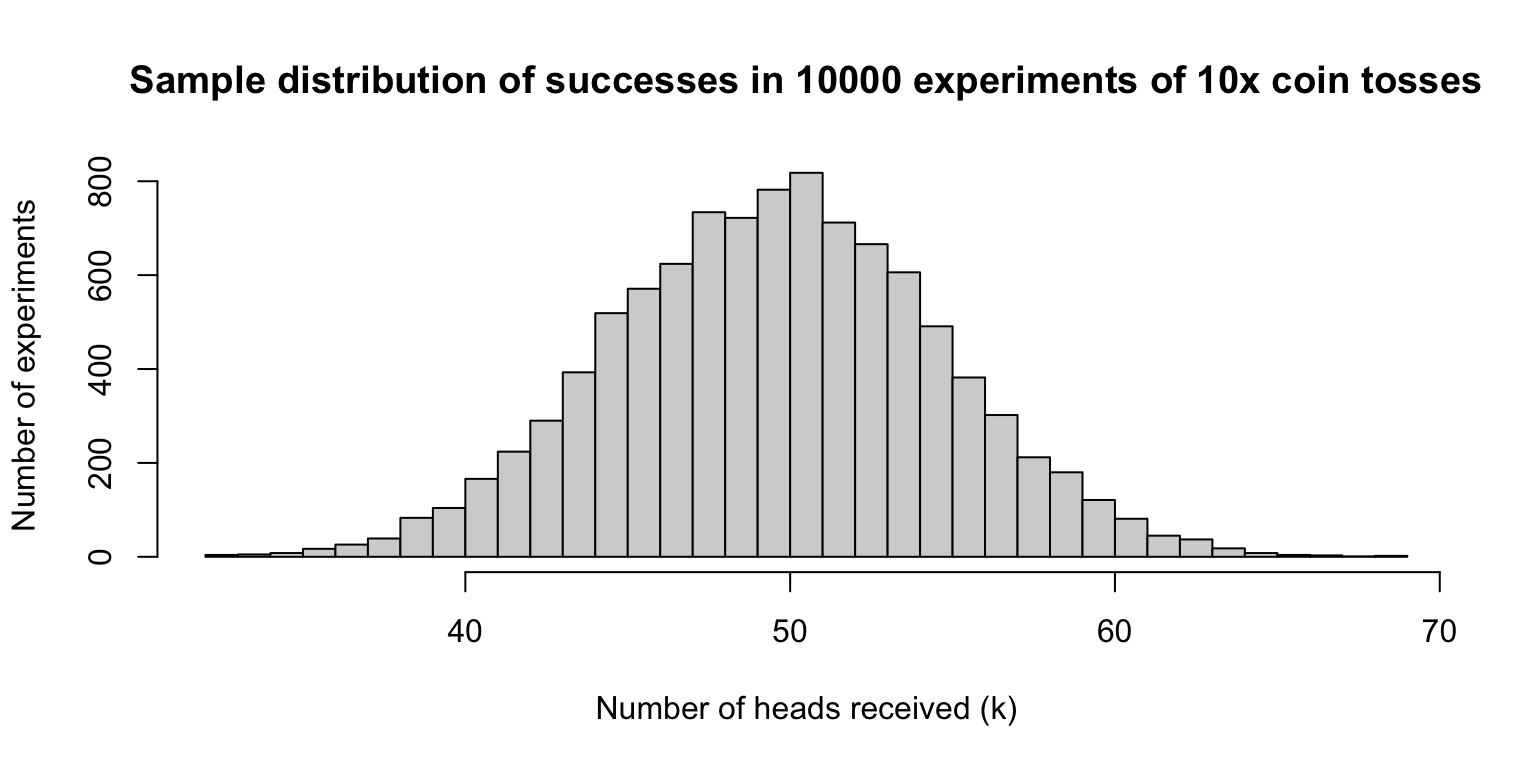 Sample distribution of successes in 10000 experiments of 10x coin tosses
Number of experiments
800
600
400
200
0
40 50 60 70
Number of heads received (k)